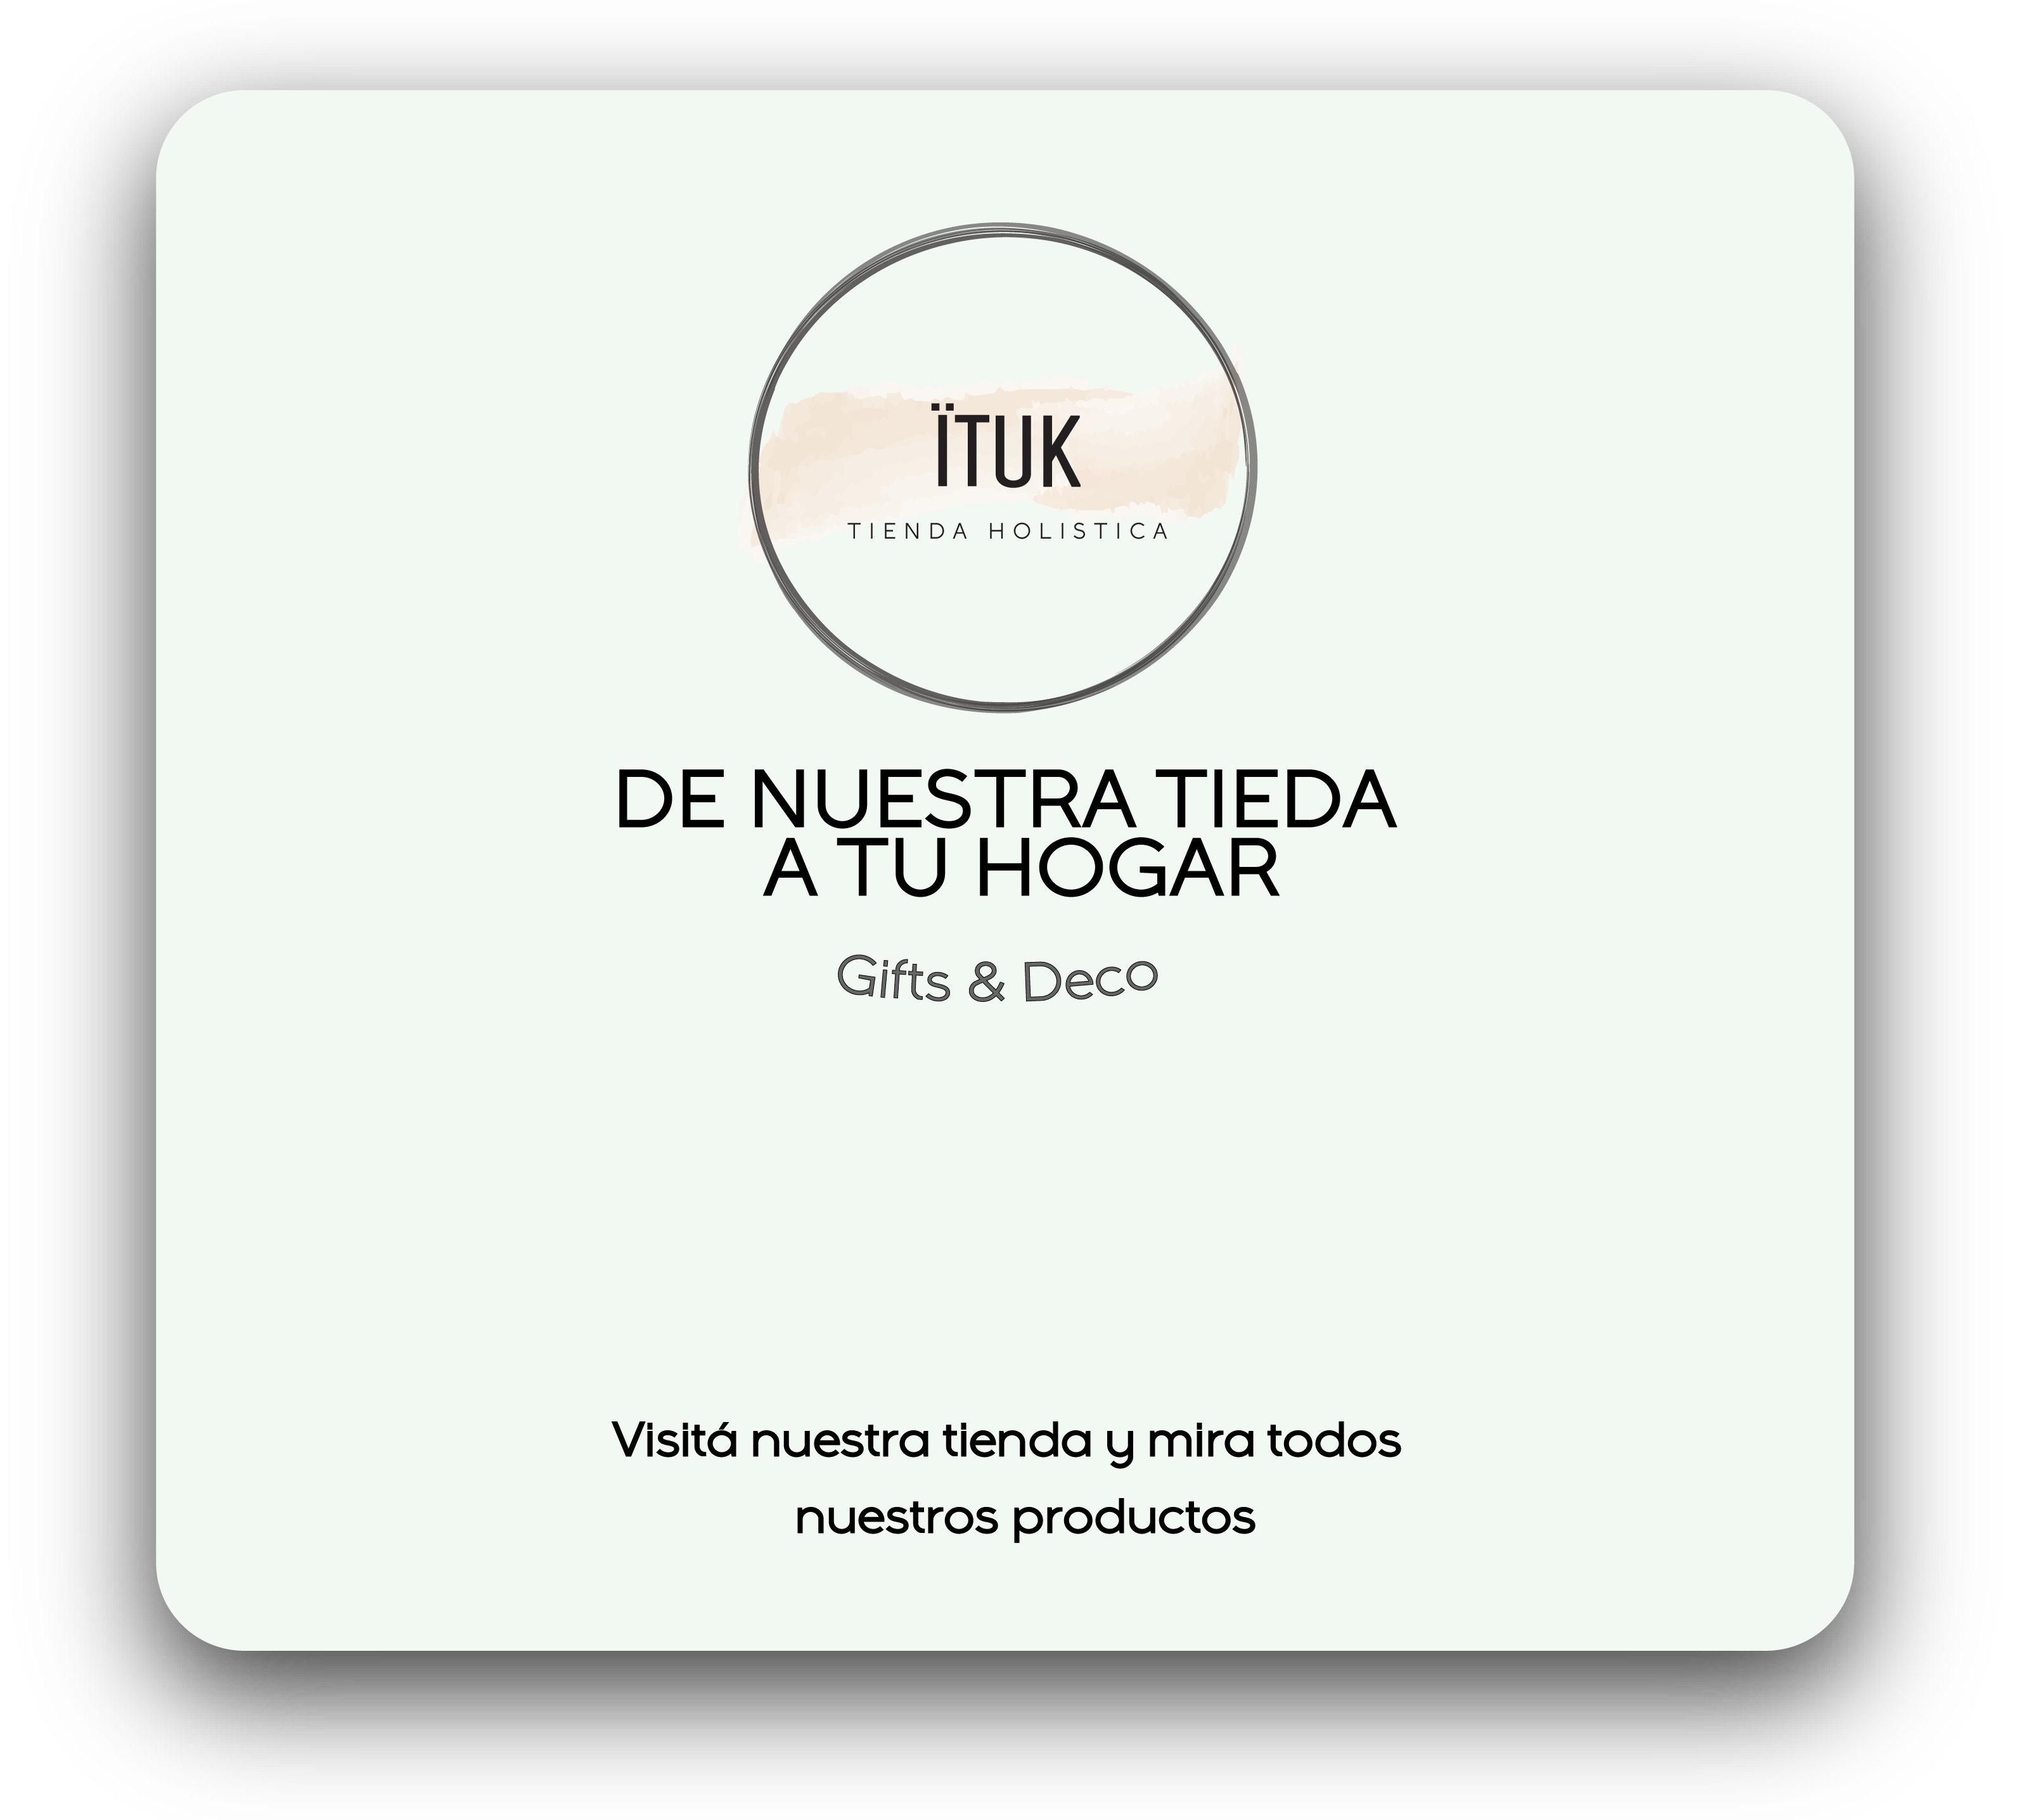 ÏTUK
TIENDA HOLISTICA
DE NUESTRA TIEDA
A TU HOGAR
Gifts & Deco
Visitá nuestra tienda y mira todos
nuestros productos